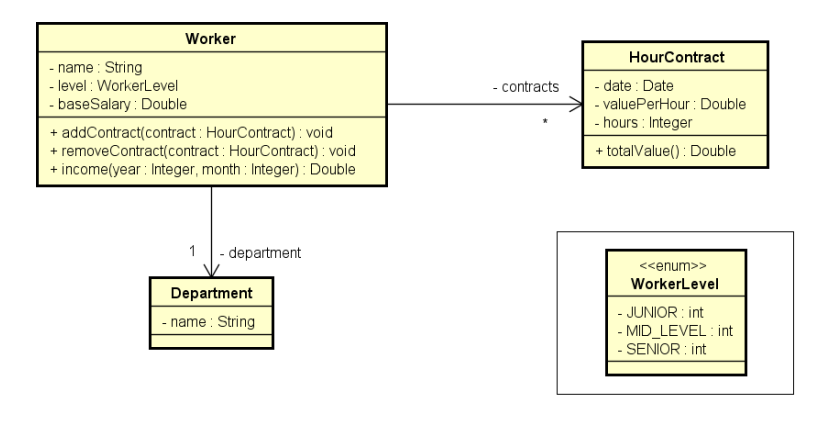 Worker
- name : String
- level : WorkerLevel
- baseSalary : Double
+ addContract(contract : HourContract) : void
+ removeContract(contract : HourContract) : void
+ income(year : Integer, month : Integer) : Double
- contracts
*
HourContract
- date : Date
- valuePerHour : Double
- hours : Integer
+ totalValue() : Double
1
- department
Department
- name : String
<<enum>>
WorkerLevel
- JUNIOR : int
- MID_LEVEL : int
- SENIOR : int